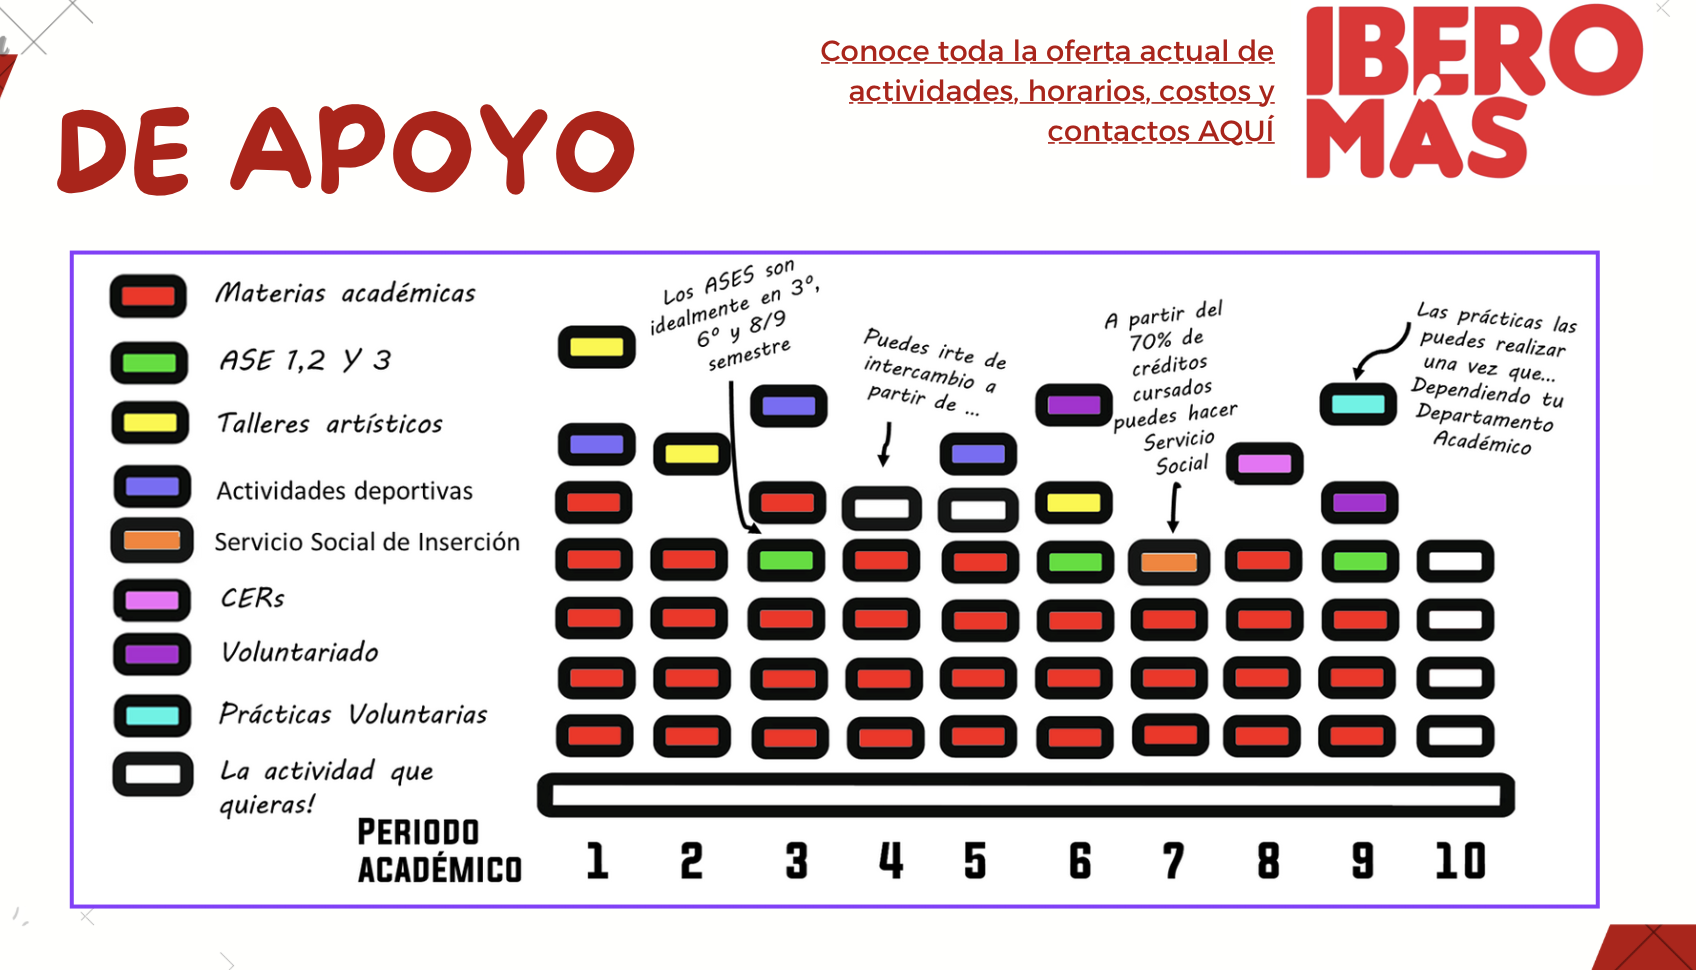 DE APOYO
Conoce toda la oferta actual de
actividades, horarios, costos y
contactos AQUÍ
IBERO
MÁS
Materias académicas
ASE 1,2 Y 3
Talleres artísticos
Actividades deportivas
Servicio Social de Inserción
CERs
Voluntariado
Prácticas Voluntarias
La actividad que
quieras!
Los ASES son
idealmente en 3º,
6º y 8/9
semestre
Puedes irte de
intercambio a
partir de ...
A partir del
70% de
créditos
cursados
puedes hacer
Servicio
Social
Las prácticas las
puedes realizar
una vez que...
Dependiendo tu
Departamento
Académico
PERIODO
ACADÉMICO
1 2 3 4 5 6 7 8 9 10